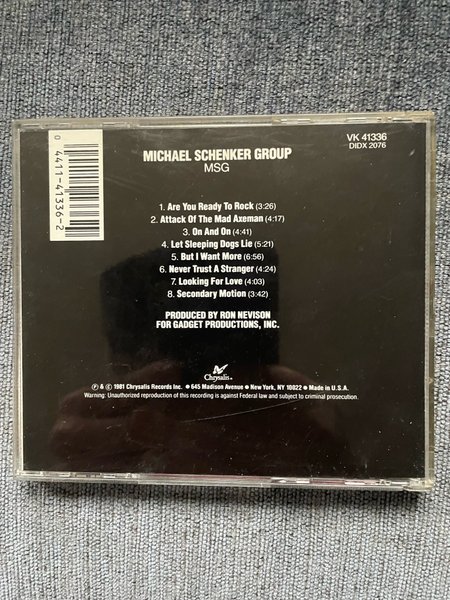 0 4411-41336-2
VK 41336
DIDX 2076
MICHAEL SCHENKER GROUP
MSG
1. Are You Ready To Rock (3:26)
2. Attack Of The Mad Axeman (4:17)
3. On And On (4:41)
4. Let Sleeping Dogs Lie (5:21)
5. But I Want More (6:56)
6. Never Trust A Stranger (4:24)
7. Looking For Love (4:03)
8. Secondary Motion (3:42)
PRODUCED BY RON NEVISON
FOR GADGET PRODUCTIONS, INC.
Chrysalis®
℗ & © 1981 Chrysalis Records Inc. • 645 Madison Avenue • New York, NY, 10022 • Made in U.S.A.
Warning: Unauthorized reproduction of this recording is against Federal law and subject to criminal prosecution.